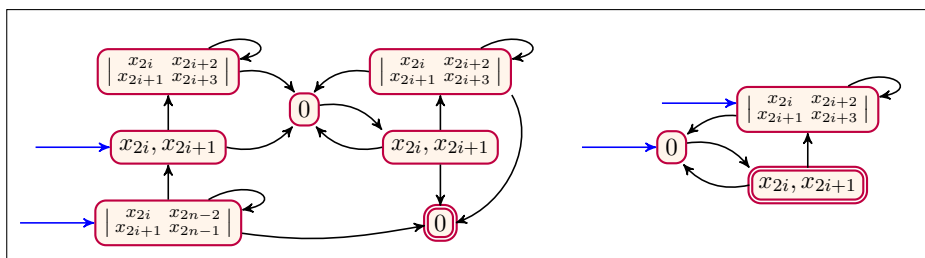 | x_{2i} x_{2i+2} |
| x_{2i+1} x_{2i+3} |
| x_{2i} x_{2i+2} |
| x_{2i+1} x_{2i+3} |
0
x_{2i}, x_{2i+1}
x_{2i}, x_{2i+1}
| x_{2i} x_{2n−2} |
| x_{2i+1} x_{2n−1} |
0
| x_{2i} x_{2i+2} |
| x_{2i+1} x_{2i+3} |
0
x_{2i}, x_{2i+1}